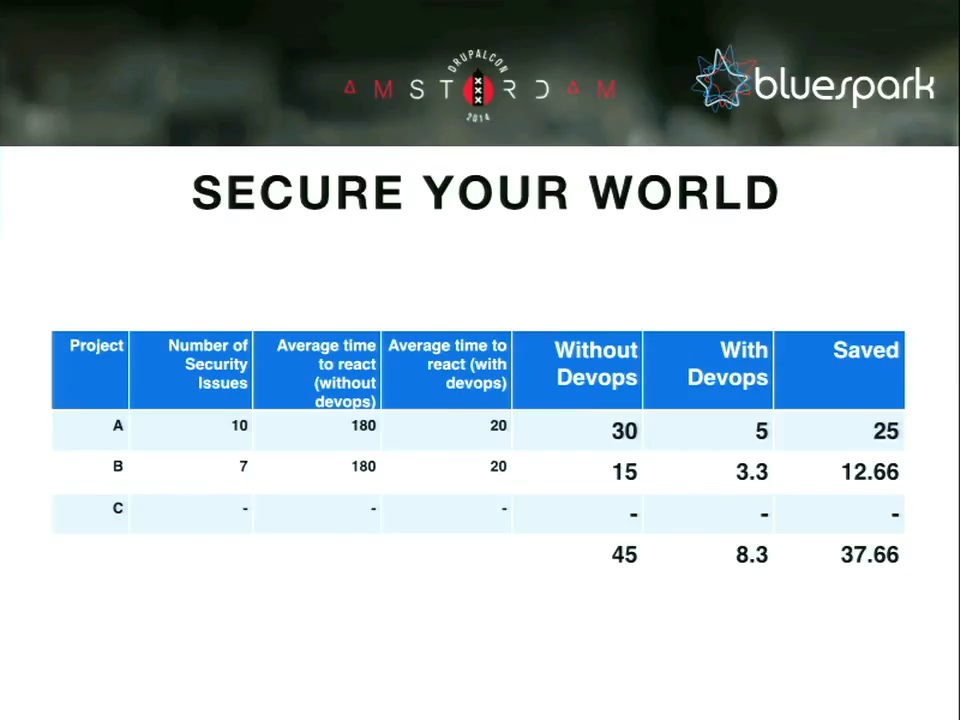 DRUPALCON
AMSTERDAM
2014
bluespark
SECURE YOUR WORLD
Project
Number of
Security
Issues
Average time
to react
(without
devops)
Average time to
react (with
devops)
Without
Devops
With
Devops
Saved
A 10 180 20 30 5 25
B 7 180 20 15 3.3 12.66
C - - - - - -
45 8.3 37.66